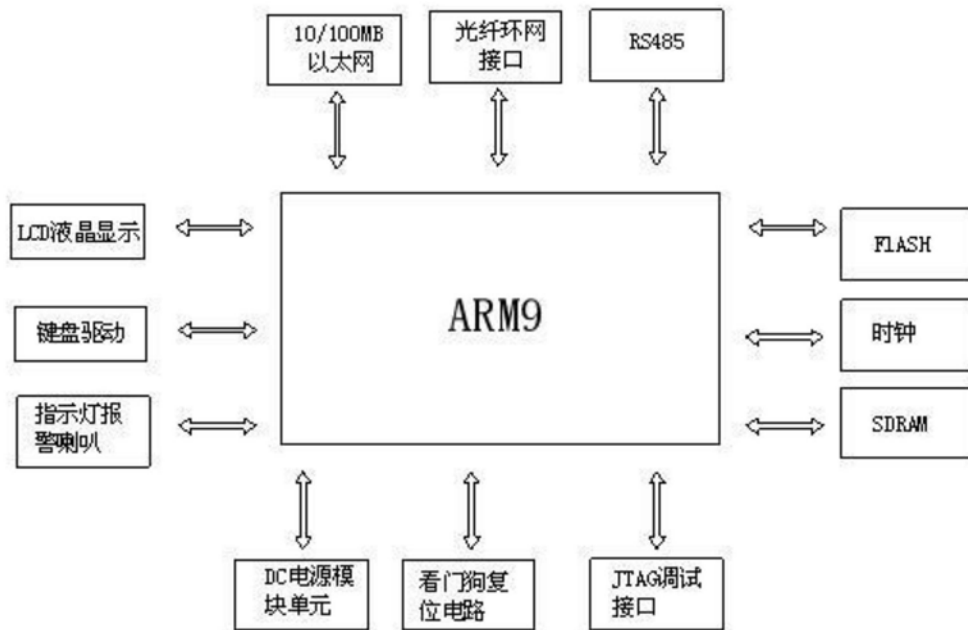 10/100MB
以太网
光纤环网
接口
RS485
LCD液晶显示
FLASH
ARM9
键盘驱动
时钟
指示灯报
警喇叭
SDRAM
DC电源模
块单元
看门狗复
位电路
JTAG调试
接口